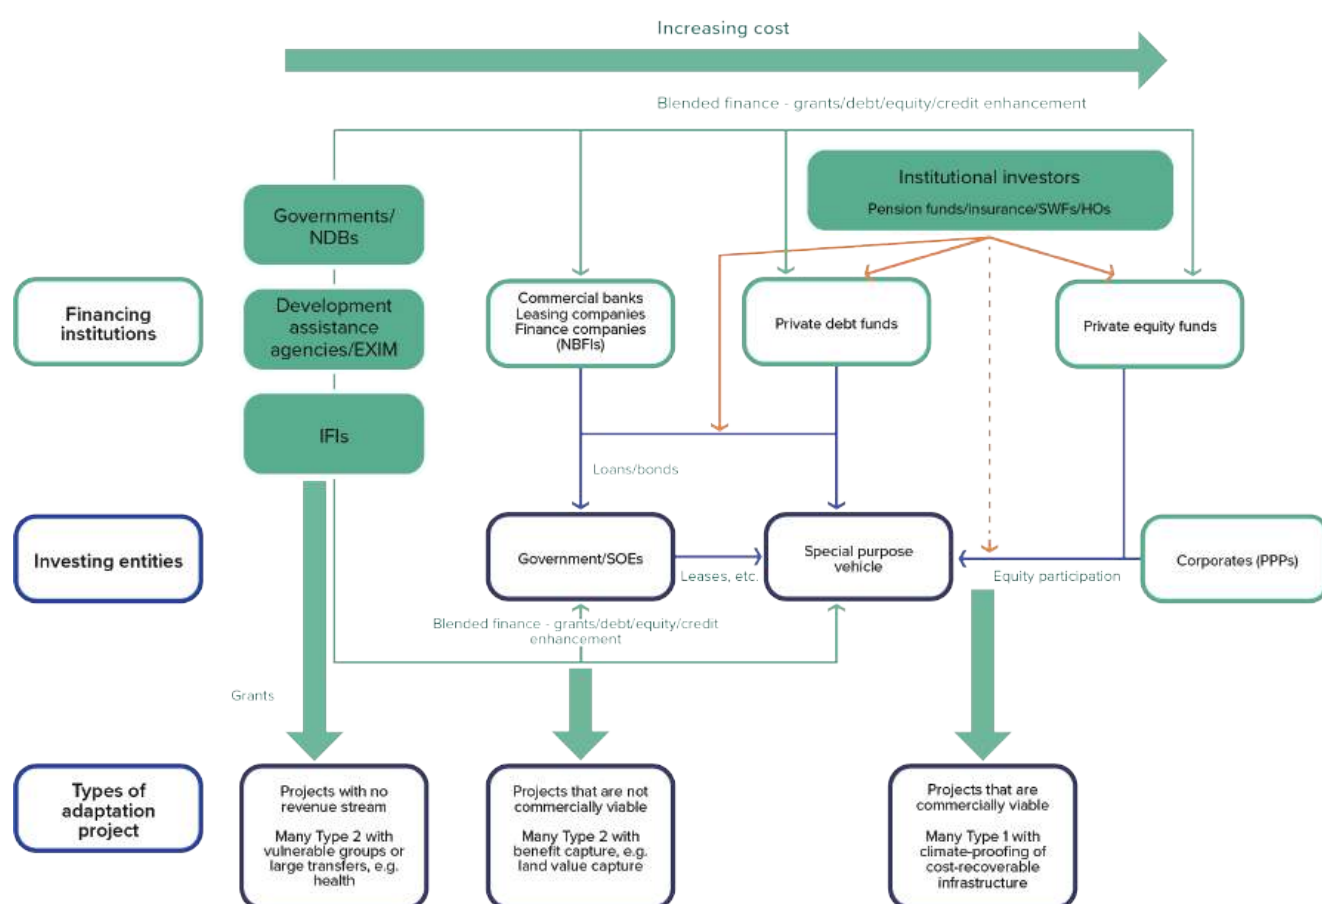 Increasing cost
Blended finance - grants/debt/equity/credit enhancement
Institutional investors
Pension funds/insurance/SWFs/HOs
Governments/
NDBs
Financing
institutions
Development
assistance
agencies/EXIM
Commercial banks
Leasing companies
Finance companies
(NBFIs)
Private debt funds
Private equity funds
IFIs
Loans/bonds
Investing entities
Government/SOEs
Leases, etc.
Special purpose
vehicle
Equity participation
Corporates (PPPs)
Blended finance - grants/debt/equity/credit
enhancement
Grants
Types of
adaptation
project
Projects with no
revenue stream
Many Type 2 with
vulnerable groups or
large transfers, e.g.
health
Projects that are not
commercially viable
Many Type 2 with
benefit capture, e.g.
land value capture
Projects that are
commercially viable
Many Type 1 with
climate-proofing of
cost-recoverable
infrastructure